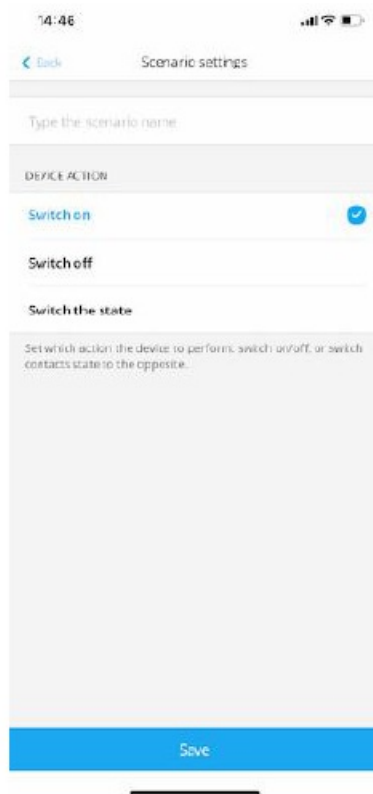 14:46
Back
Scenario settings
Type the scenario name
DEVICE ACTION
Switch on
Switch off
Switch the state
Set which action the device to perform: switch on/off, or switch
contacts state to the opposite.
Save